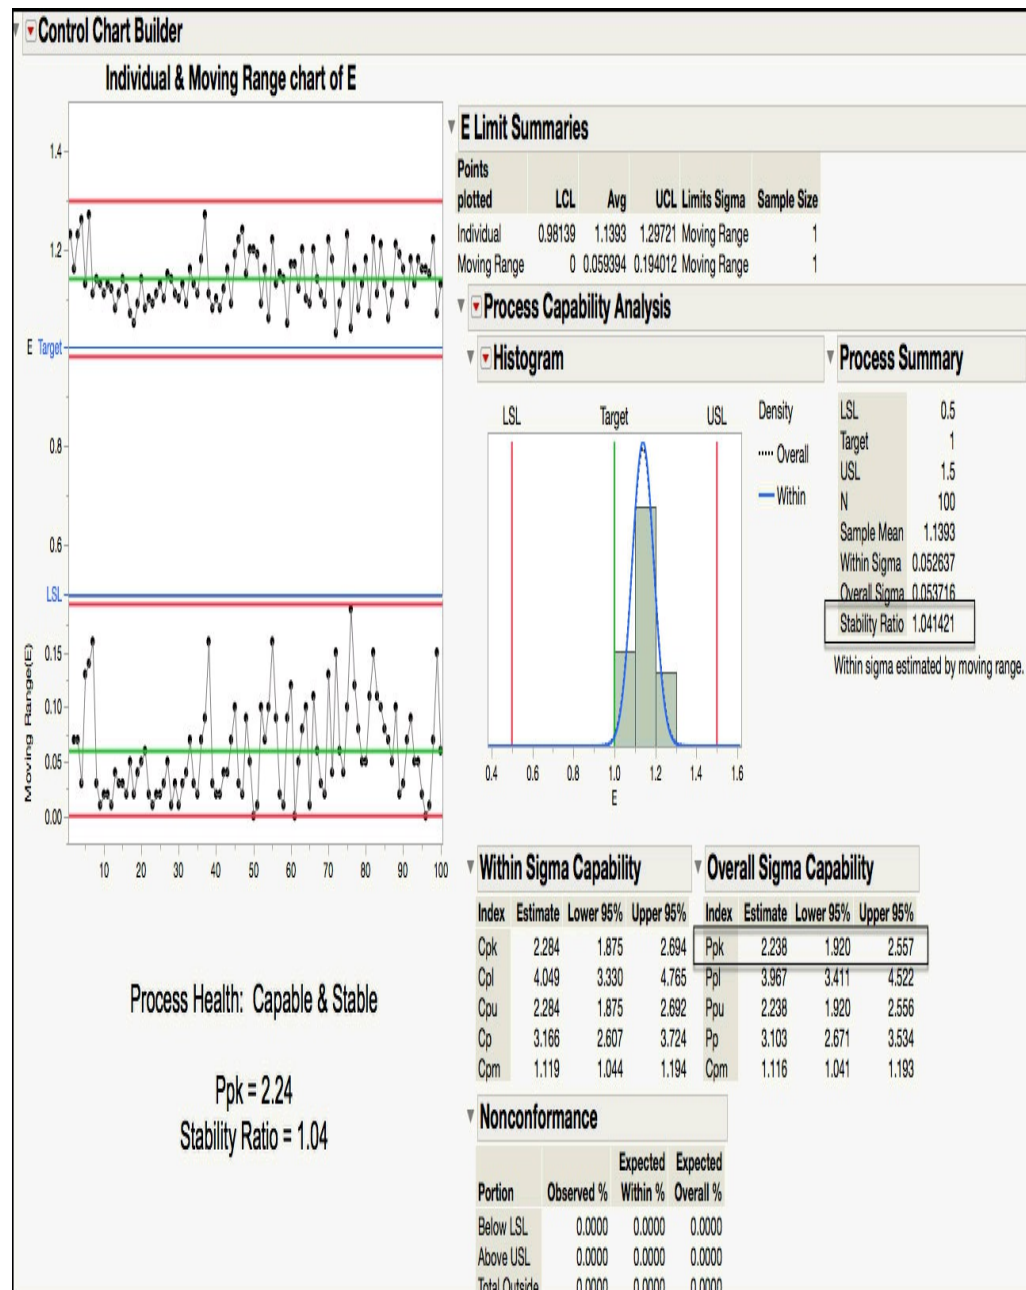 Control Chart Builder
Individual & Moving Range chart of E
1.4
1.2
E Target
0.8
0.6
LSL
Moving Range(E)
0.15
0.10
0.05
0.00
10 20 30 40 50 60 70 80 90 100
E Limit Summaries
Points
plotted LCL Avg UCL Limits Sigma Sample Size
Individual 0.98139 1.1393 1.29721 Moving Range 1
Moving Range 0 0.059394 0.194012 Moving Range 1
Process Capability Analysis
Histogram
LSL Target USL
Density
Overall
Within
0.4 0.6 0.8 1.0 1.2 1.4 1.6
E
Process Summary
LSL 0.5
Target 1
USL 1.5
N 100
Sample Mean 1.1393
Within Sigma 0.052637
Overall Sigma 0.053716
Stability Ratio 1.041421
Within sigma estimated by moving range.
Within Sigma Capability
Index Estimate Lower 95% Upper 95%
Cpk 2.284 1.875 2.694
Cpl 4.049 3.330 4.765
Cpu 2.284 1.875 2.692
Cp 3.166 2.607 3.724
Cpm 1.119 1.044 1.194
Overall Sigma Capability
Index Estimate Lower 95% Upper 95%
Ppk 2.238 1.920 2.557
Ppl 3.967 3.411 4.522
Ppu 2.238 1.920 2.556
Pp 3.103 2.671 3.534
Cpm 1.116 1.041 1.193
Process Health: Capable & Stable
Ppk = 2.24
Stability Ratio = 1.04
Nonconformance
Expected Expected
Portion Observed % Within % Overall %
Below LSL 0.0000 0.0000 0.0000
Above USL 0.0000 0.0000 0.0000
Total Outside 0.0000 0.0000 0.0000